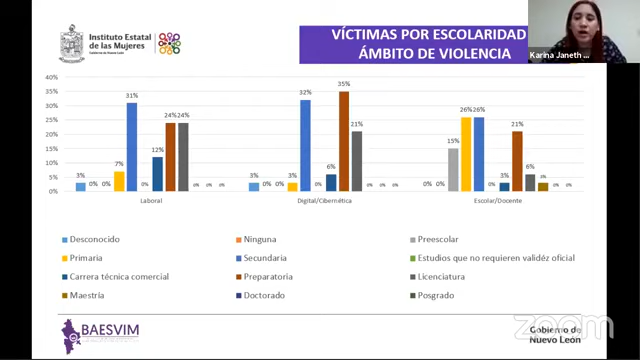 Instituto Estatal
de las Mujeres
Gobierno de Nuevo León
VÍCTIMAS POR ESCOLARIDAD
ÁMBITO DE VIOLENCIA
Karina Janeth ...
40%
35%
30%
25%
20%
15%
10%
5%
0%
3% 0% 0% 7% 31% 0% 12% 24% 24% 0% 0% 0%
3% 0% 0% 3% 32% 0% 6% 35% 21% 0% 0% 0%
0% 0% 15% 26% 26% 0% 3% 21% 6% 3% 0% 0%
Laboral Digital/Cibernética Escolar/Docente
Desconocido Ninguna Preescolar
Primaria Secundaria Estudios que no requieren validéz oficial
Carrera técnica comercial Preparatoria Licenciatura
Maestría Doctorado Posgrado
BAESVIM
Gobierno de
Nuevo León
zoom